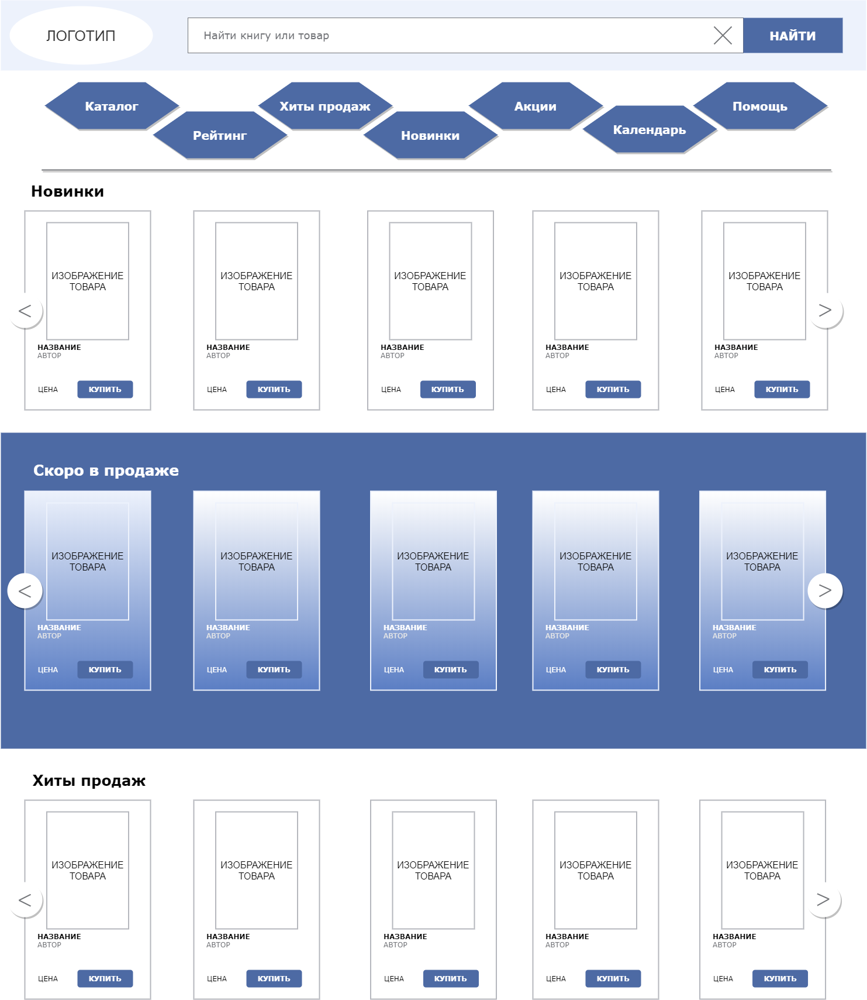 ЛОГОТИП
Найти книгу или товар
НАЙТИ
Каталог
Рейтинг
Хиты продаж
Новинки
Акции
Календарь
Помощь
Новинки
ИЗОБРАЖЕНИЕ
ТОВАРА
НАЗВАНИЕ
АВТОР
ЦЕНА
КУПИТЬ
ИЗОБРАЖЕНИЕ
ТОВАРА
НАЗВАНИЕ
АВТОР
ЦЕНА
КУПИТЬ
ИЗОБРАЖЕНИЕ
ТОВАРА
НАЗВАНИЕ
АВТОР
ЦЕНА
КУПИТЬ
ИЗОБРАЖЕНИЕ
ТОВАРА
НАЗВАНИЕ
АВТОР
ЦЕНА
КУПИТЬ
ИЗОБРАЖЕНИЕ
ТОВАРА
НАЗВАНИЕ
АВТОР
ЦЕНА
КУПИТЬ
Скоро в продаже
ИЗОБРАЖЕНИЕ
ТОВАРА
НАЗВАНИЕ
АВТОР
ЦЕНА
КУПИТЬ
ИЗОБРАЖЕНИЕ
ТОВАРА
НАЗВАНИЕ
АВТОР
ЦЕНА
КУПИТЬ
ИЗОБРАЖЕНИЕ
ТОВАРА
НАЗВАНИЕ
АВТОР
ЦЕНА
КУПИТЬ
ИЗОБРАЖЕНИЕ
ТОВАРА
НАЗВАНИЕ
АВТОР
ЦЕНА
КУПИТЬ
ИЗОБРАЖЕНИЕ
ТОВАРА
НАЗВАНИЕ
АВТОР
ЦЕНА
КУПИТЬ
Хиты продаж
ИЗОБРАЖЕНИЕ
ТОВАРА
НАЗВАНИЕ
АВТОР
ЦЕНА
КУПИТЬ
ИЗОБРАЖЕНИЕ
ТОВАРА
НАЗВАНИЕ
АВТОР
ЦЕНА
КУПИТЬ
ИЗОБРАЖЕНИЕ
ТОВАРА
НАЗВАНИЕ
АВТОР
ЦЕНА
КУПИТЬ
ИЗОБРАЖЕНИЕ
ТОВАРА
НАЗВАНИЕ
АВТОР
ЦЕНА
КУПИТЬ
ИЗОБРАЖЕНИЕ
ТОВАРА
НАЗВАНИЕ
АВТОР
ЦЕНА
КУПИТЬ